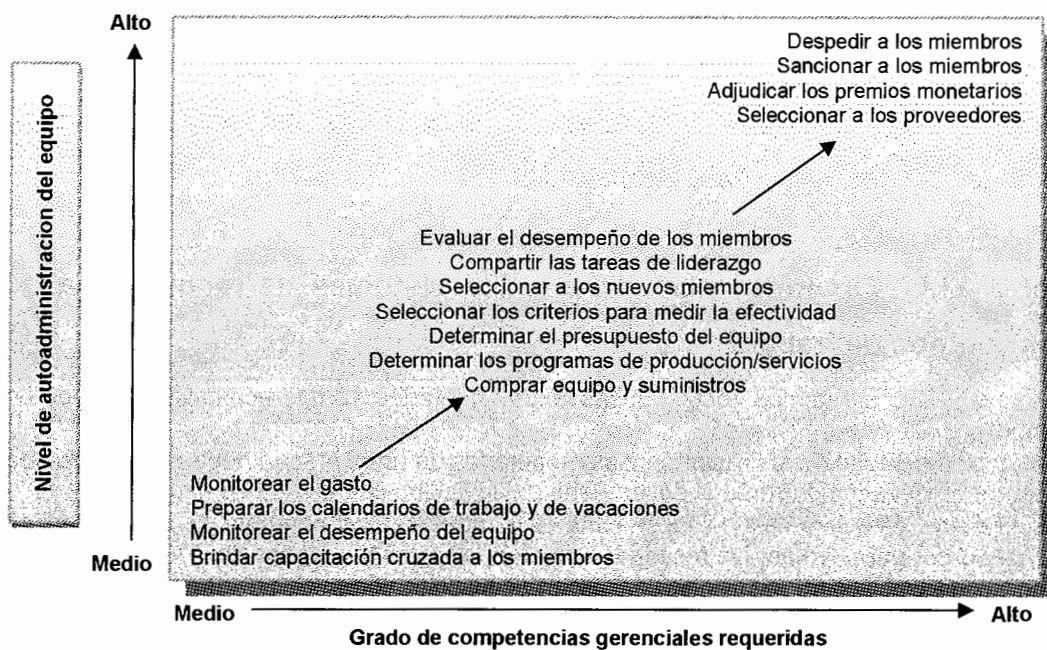 Alto
Nivel de autoadministracion del equipo
Despedir a los miembros
Sancionar a los miembros
Adjudicar los premios monetarios
Seleccionar a los proveedores
Evaluar el desempeño de los miembros
Compartir las tareas de liderazgo
Seleccionar a los nuevos miembros
Seleccionar los criterios para medir la efectividad
Determinar el presupuesto del equipo
Determinar los programas de producción/servicios
Comprar equipo y suministros
Monitorear el gasto
Preparar los calendarios de trabajo y de vacaciones
Monitorear el desempeño del equipo
Brindar capacitación cruzada a los miembros
Medio
Medio
Alto
Grado de competencias gerenciales requeridas